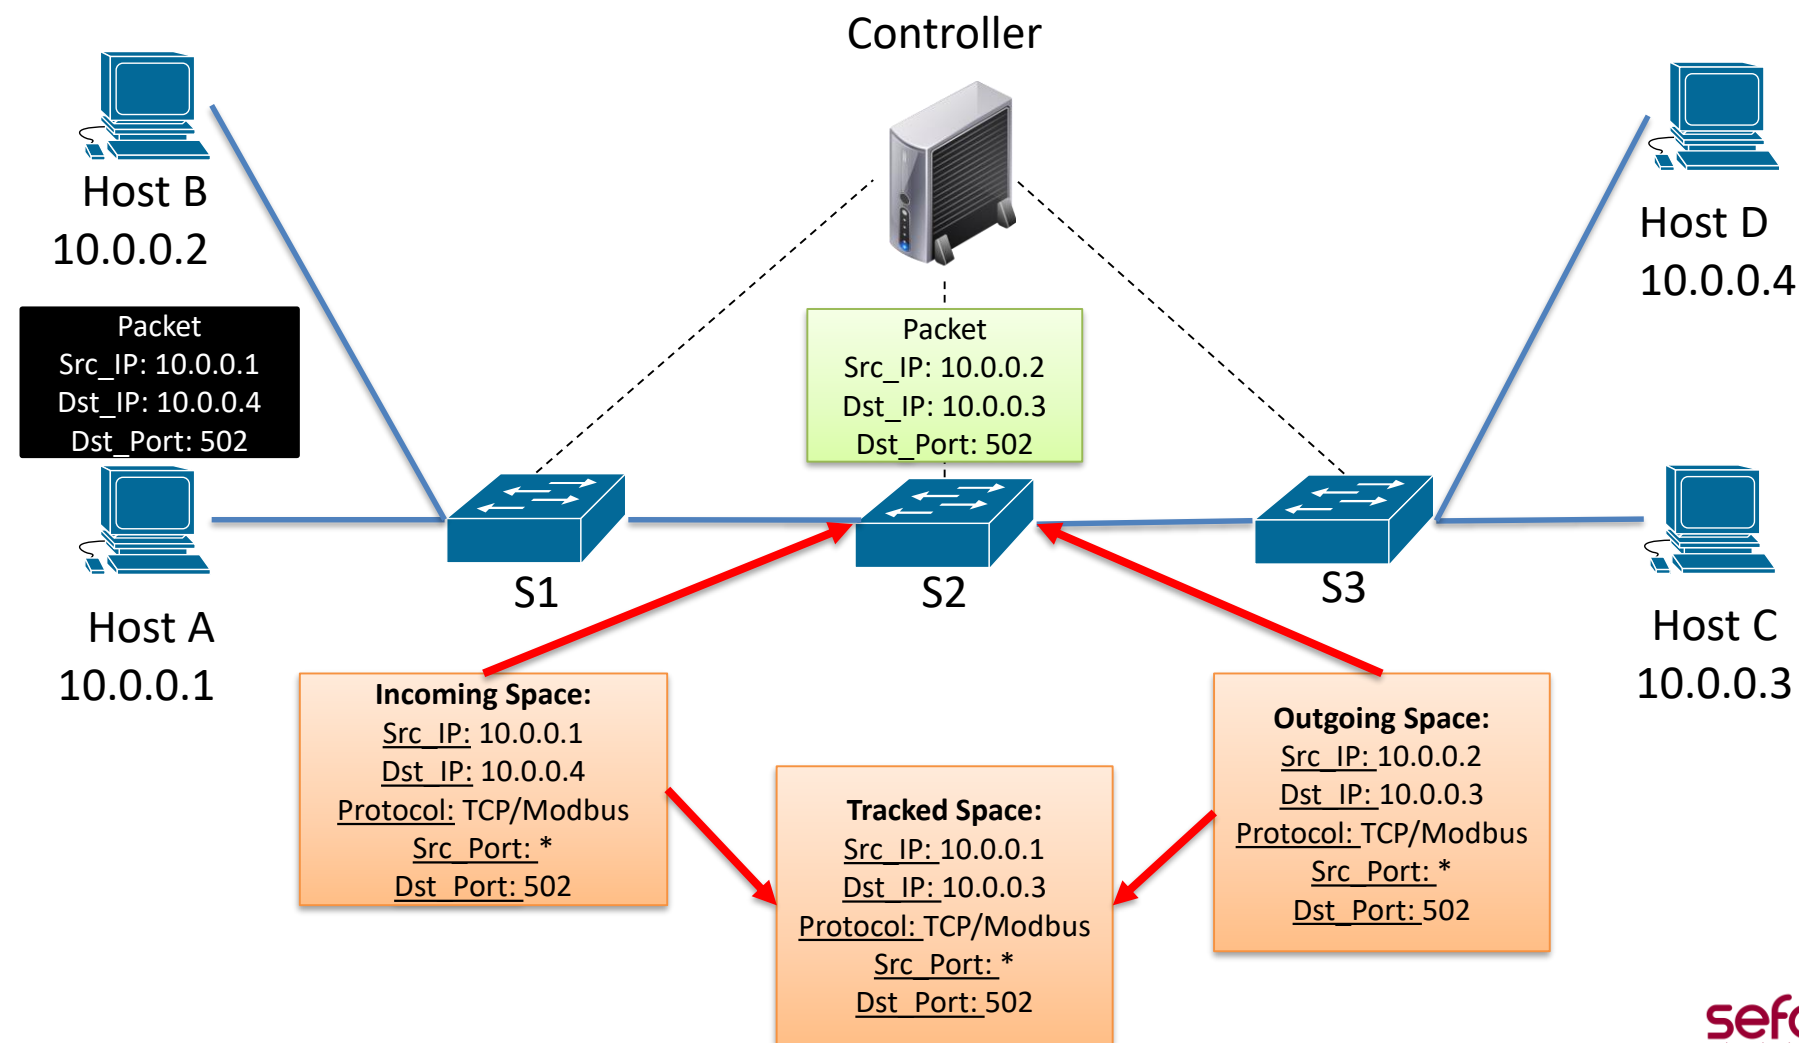 Controller
Host B
10.0.0.2
Host D
10.0.0.4
Packet
Src_IP: 10.0.0.1
Dst_IP: 10.0.0.4
Dst_Port: 502
Packet
Src_IP: 10.0.0.2
Dst_IP: 10.0.0.3
Dst_Port: 502
S1
S2
S3
Host A
10.0.0.1
Host C
10.0.0.3
Incoming Space:
Src_IP: 10.0.0.1
Dst_IP: 10.0.0.4
Protocol: TCP/Modbus
Src_Port: *
Dst_Port: 502
Tracked Space:
Src_IP: 10.0.0.1
Dst_IP: 10.0.0.3
Protocol: TCP/Modbus
Src_Port: *
Dst_Port: 502
Outgoing Space:
Src_IP: 10.0.0.2
Dst_IP: 10.0.0.3
Protocol: TCP/Modbus
Src_Port: *
Dst_Port: 502